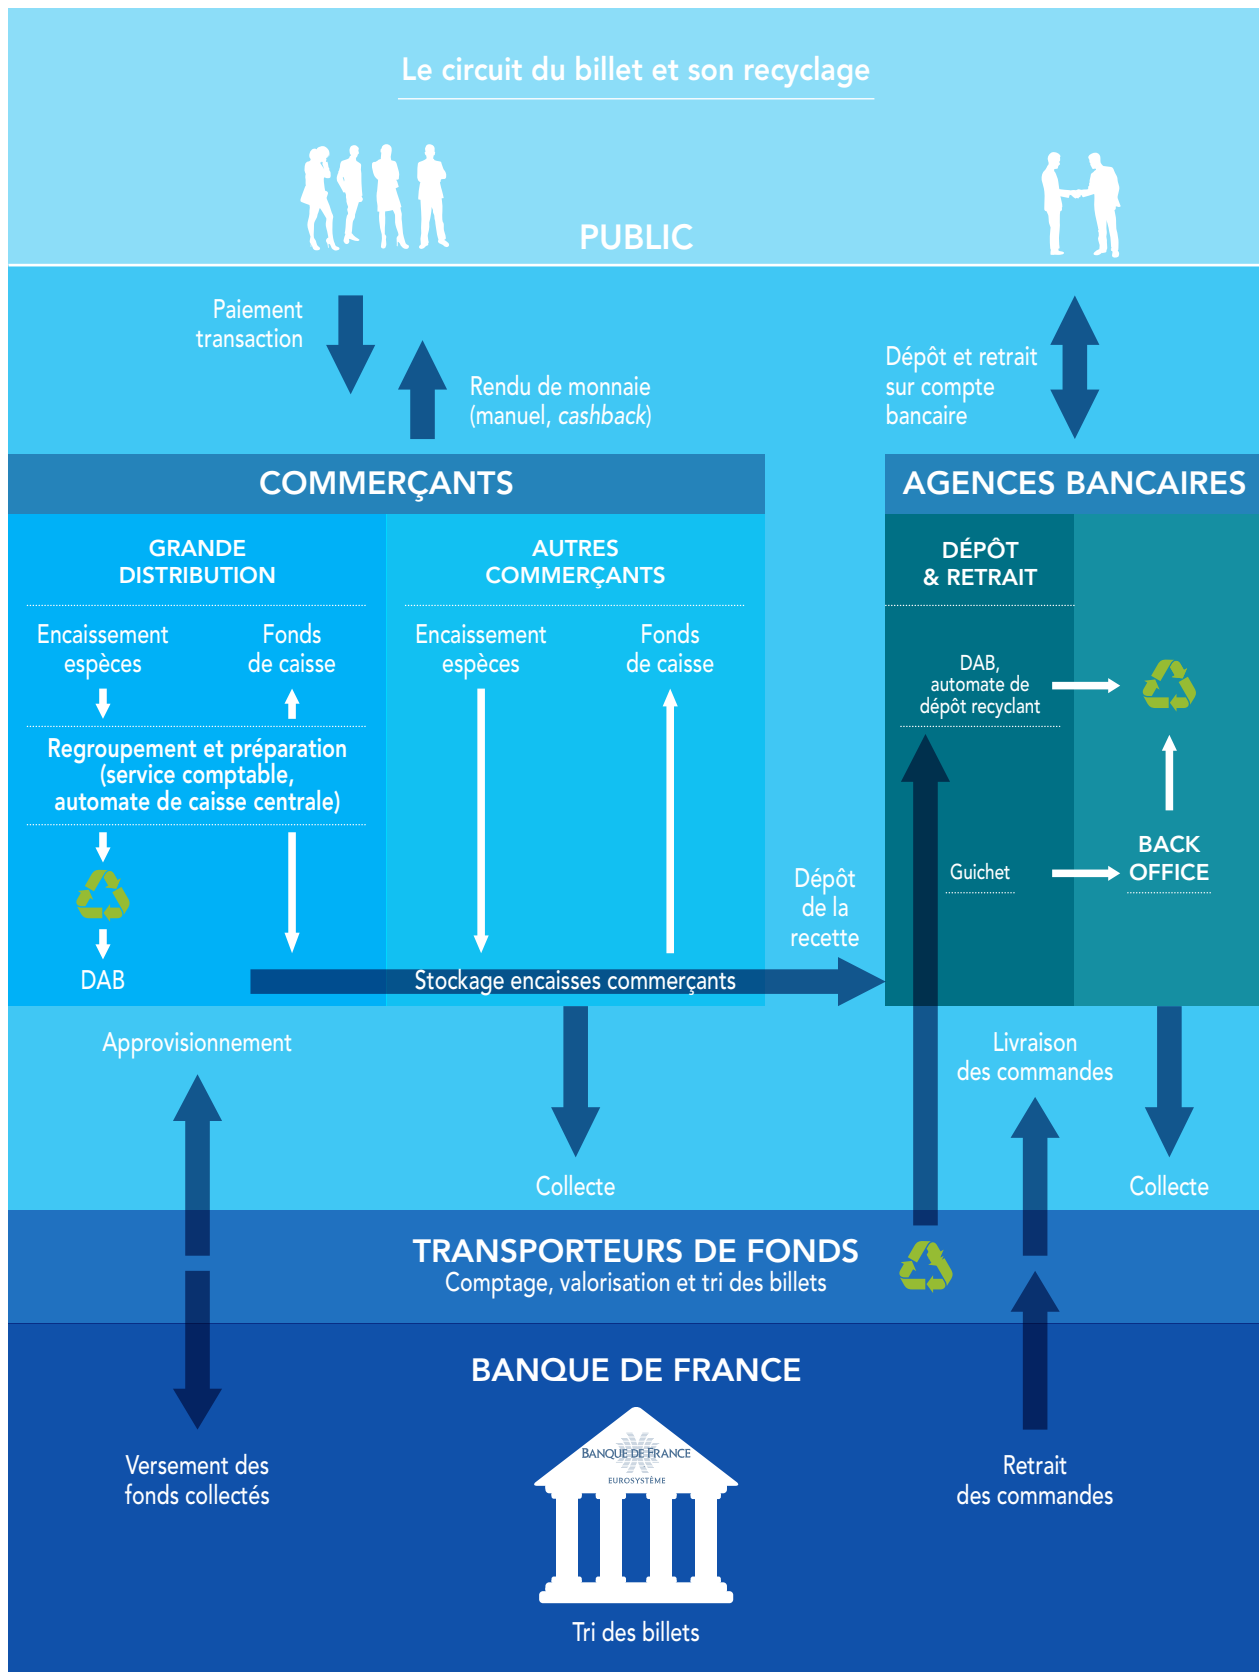 Le circuit du billet et son recyclage
PUBLIC
Paiement
transaction
Rendu de monnaie
(manuel, cashback)
Dépôt et retrait
sur compte
bancaire
COMMERÇANTS
GRANDE
DISTRIBUTION
Encaissement
espèces
Fonds
de caisse
Regroupement et préparation
(service comptable,
automate de caisse centrale)
DAB
AUTRES
COMMERÇANTS
Encaissement
espèces
Fonds
de caisse
Stockage encaisses commerçants
Dépôt
de la
recette
AGENCES BANCAIRES
DÉPÔT
& RETRAIT
DAB,
automate de
dépôt recyclant
Guichet
BACK
OFFICE
Approvisionnement
Collecte
Livraison
des commandes
Collecte
TRANSPORTEURS DE FONDS
Comptage, valorisation et tri des billets
BANQUE DE FRANCE
BANQUE DE FRANCE
EUROSYSTÈME
Versement des
fonds collectés
Retrait
des commandes
Tri des billets